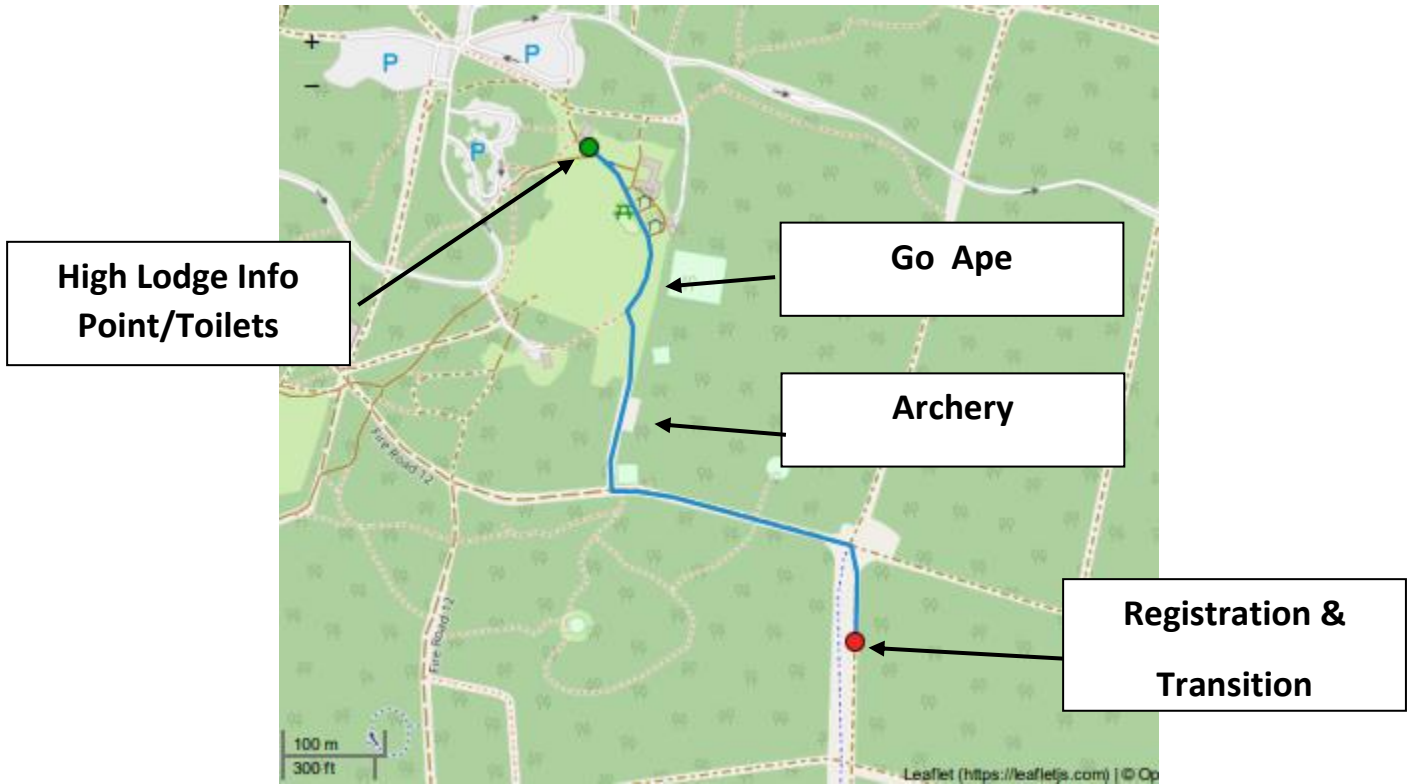 +
−
P
P
P
High Lodge Info
Point/Toilets
Go Ape
Archery
Fire Road 12
Fire Road 12
Registration &
Transition
100 m
300 ft
Leaflet (https://leafletjs.com) | © Op